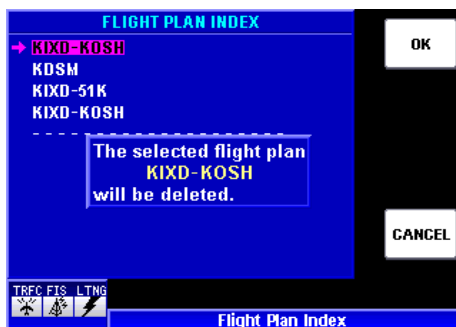 FLIGHT PLAN INDEX
KIXD-KOSH
KDSM
KIXD-51K
KIXD-KOSH
The selected flight plan
KIXD-KOSH
will be deleted.
OK
CANCEL
TRFC FIS LTNG
Flight Plan Index